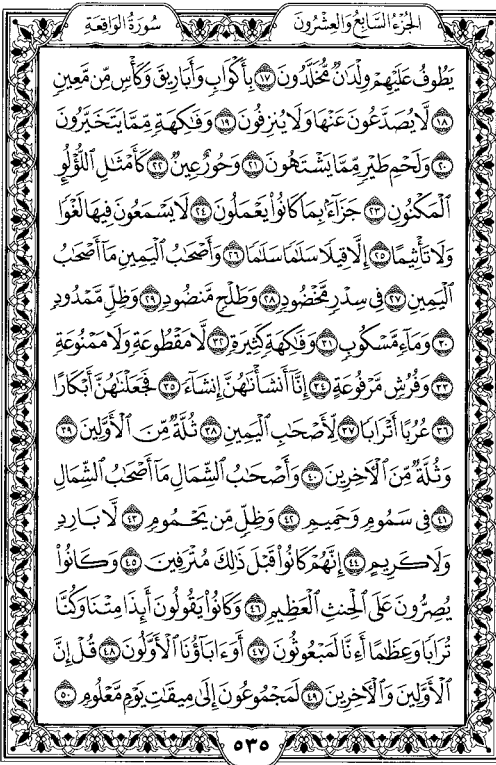 الجزء السابع والعشرون
سورة الواقعة
يَطُوفُ عَلَيْهِمْ وِلْدَٰنٌ مُّخَلَّدُونَ ١٧ بِأَكْوَابٍ وَأَبَارِيقَ وَكَأْسٍ مِّن مَّعِينٍ
١٨ لَّا يُصَدَّعُونَ عَنْهَا وَلَا يُنزِفُونَ ١٩ وَفَٰكِهَةٍ مِّمَّا يَتَخَيَّرُونَ
٢٠ وَلَحْمِ طَيْرٍ مِّمَّا يَشْتَهُونَ ٢١ وَحُورٌ عِينٌ ٢٢ كَأَمْثَٰلِ ٱللُّؤْلُؤِ
ٱلْمَكْنُونِ ٢٣ جَزَآءًۢ بِمَا كَانُوا۟ يَعْمَلُونَ ٢٤ لَا يَسْمَعُونَ فِيهَا لَغْوًا
وَلَا تَأْثِيمًا ٢٥ إِلَّا قِيلًا سَلَٰمًا سَلَٰمًا ٢٦ وَأَصْحَٰبُ ٱلْيَمِينِ مَآ أَصْحَٰبُ
ٱلْيَمِينِ ٢٧ فِى سِدْرٍ مَّخْضُودٍ ٢٨ وَطَلْحٍ مَّنضُودٍ ٢٩ وَظِلٍّ مَّمْدُودٍ
٣٠ وَمَآءٍ مَّسْكُوبٍ ٣١ وَفَٰكِهَةٍ كَثِيرَةٍ ٣٢ لَّا مَقْطُوعَةٍ وَلَا مَمْنُوعَةٍ
٣٣ وَفُرُشٍ مَّرْفُوعَةٍ ٣٤ إِنَّآ أَنشَأْنَٰهُنَّ إِنشَآءً ٣٥ فَجَعَلْنَٰهُنَّ أَبْكَارًا
٣٦ عُرُبًا أَتْرَابًا ٣٧ لِّأَصْحَٰبِ ٱلْيَمِينِ ٣٨ ثُلَّةٌ مِّنَ ٱلْأَوَّلِينَ ٣٩
وَثُلَّةٌ مِّنَ ٱلْءَاخِرِينَ ٤٠ وَأَصْحَٰبُ ٱلشِّمَالِ مَآ أَصْحَٰبُ ٱلشِّمَالِ
٤١ فِى سَمُومٍ وَحَمِيمٍ ٤٢ وَظِلٍّ مِّن يَحْمُومٍ ٤٣ لَّا بَارِدٍ
وَلَا كَرِيمٍ ٤٤ إِنَّهُمْ كَانُوا۟ قَبْلَ ذَٰلِكَ مُتْرَفِينَ ٤٥ وَكَانُوا۟
يُصِرُّونَ عَلَى ٱلْحِنثِ ٱلْعَظِيمِ ٤٦ وَكَانُوا۟ يَقُولُونَ أَئِذَا مِتْنَا وَكُنَّا
تُرَابًا وَعِظَٰمًا أَءِنَّا لَمَبْعُوثُونَ ٤٧ أَوَءَابَآؤُنَا ٱلْأَوَّلُونَ ٤٨ قُلْ إِنَّ
ٱلْأَوَّلِينَ وَٱلْءَاخِرِينَ ٤٩ لَمَجْمُوعُونَ إِلَىٰ مِيقَٰتِ يَوْمٍ مَّعْلُومٍ ٥٠
٥٣٥